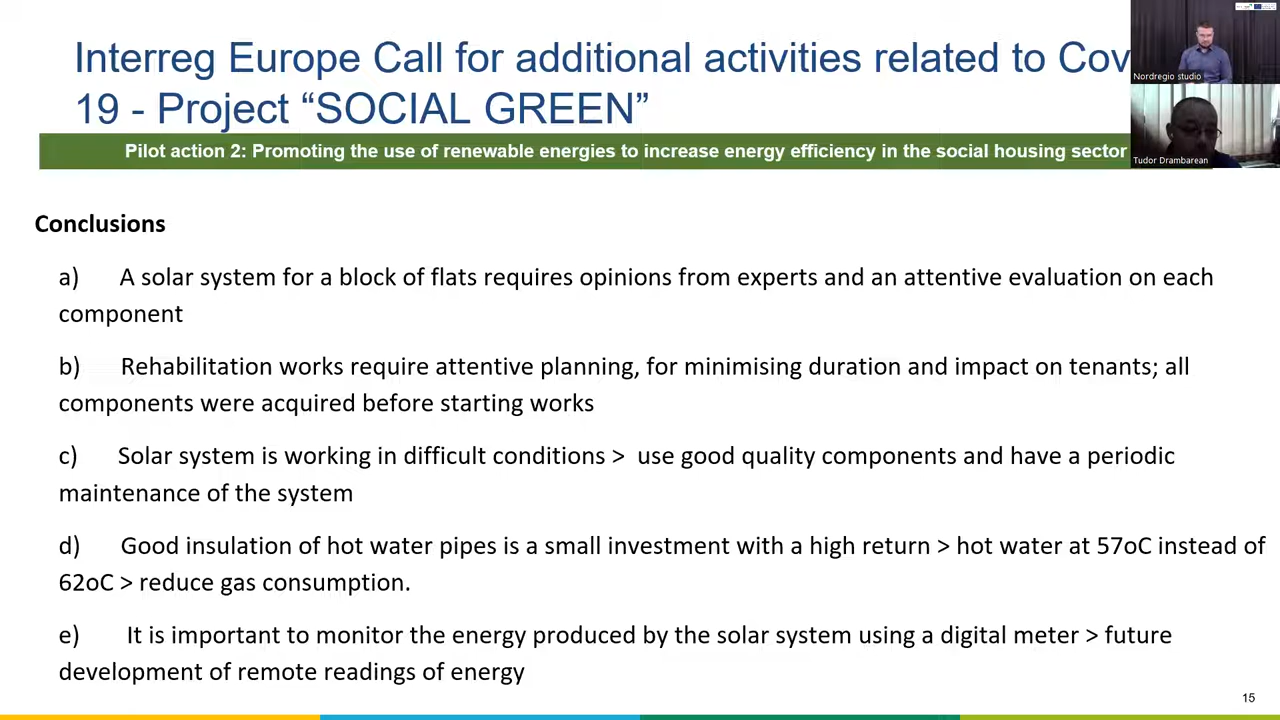 Interreg Europe Call for additional activities related to Cov
19 - Project “SOCIAL GREEN”
Nordregio studio
Pilot action 2: Promoting the use of renewable energies to increase energy efficiency in the social housing sector
Tudor Drambarean
Conclusions
a) A solar system for a block of flats requires opinions from experts and an attentive evaluation on each
component
b) Rehabilitation works require attentive planning, for minimising duration and impact on tenants; all
components were acquired before starting works
c) Solar system is working in difficult conditions > use good quality components and have a periodic
maintenance of the system
d) Good insulation of hot water pipes is a small investment with a high return > hot water at 57oC instead of
62oC > reduce gas consumption.
e) It is important to monitor the energy produced by the solar system using a digital meter > future
development of remote readings of energy
15